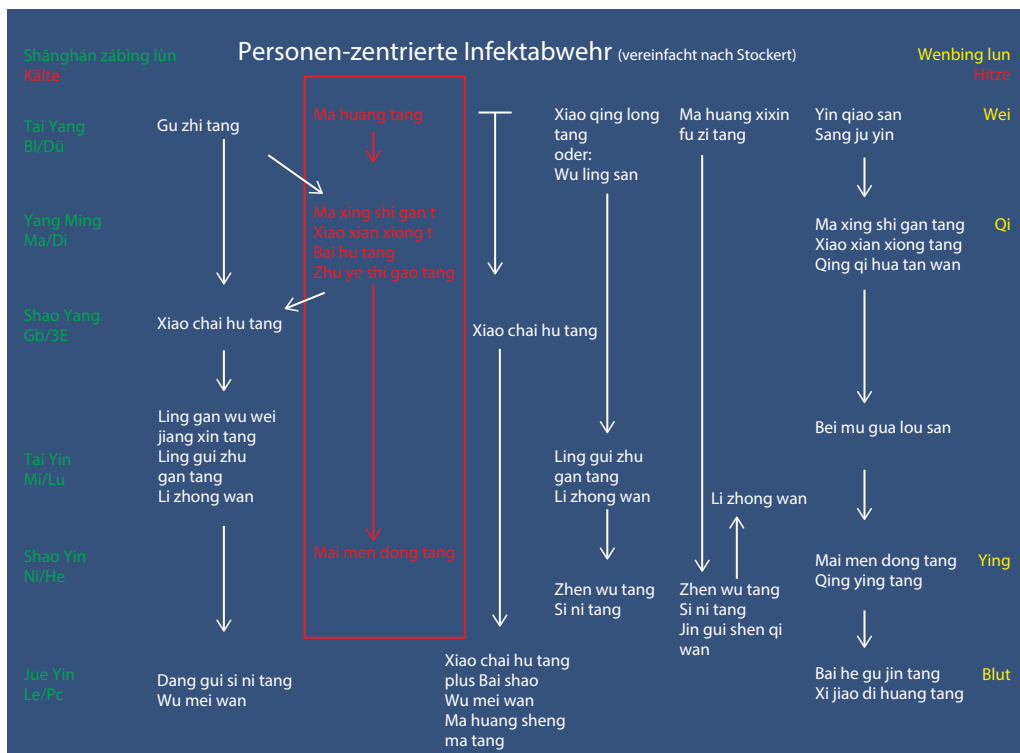 Personen-zentrierte Infektabwehr (vereinfacht nach Stockert)
Shānghán zábìng lùn
Kälte
Wenbing lun
Hitze
Tai Yang
Bl/Dü
Gu zhi tang
Ma huang tang
Xiao qing long
tang
oder:
Wu ling san
Ma huang xixin
fu zi tang
Yin qiao san
Sang ju yin
Wei
Yang Ming
Ma/Di
Ma xing shi gan t
Xiao xian xiong t
Bai hu tang
Zhu ye shi gao tang
Ma xing shi gan tang
Xiao xian xiong tang
Qing qi hua tan wan
Qi
Shao Yang
Gb/3E
Xiao chai hu tang
Xiao chai hu tang
Tai Yin
Mi/Lu
Ling gan wu wei
jiang xin tang
Ling gui zhu
gan tang
Li zhong wan
Ling gui zhu
gan tang
Li zhong wan
Li zhong wan
Bei mu gua lou san
Shao Yin
Ni/He
Mai men dong tang
Zhen wu tang
Si ni tang
Zhen wu tang
Si ni tang
Jin gui shen qi
wan
Mai men dong tang
Qing ying tang
Ying
Jue Yin
Le/Pc
Dang gui si ni tang
Wu mei wan
Xiao chai hu tang
plus Bai shao
Wu mei wan
Ma huang sheng
ma tang
Bai he gu jin tang
Xi jiao di huang tang
Blut